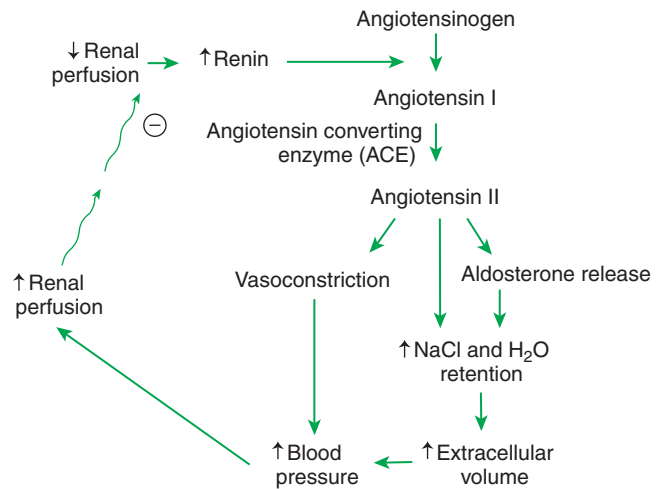 Angiotensinogen
↓ Renal
perfusion
↑ Renin
Angiotensin I
−
Angiotensin converting
enzyme (ACE)
Angiotensin II
↑ Renal
perfusion
Vasoconstriction
Aldosterone release
↑ NaCl and H₂O
retention
↑ Blood
pressure
↑ Extracellular
volume